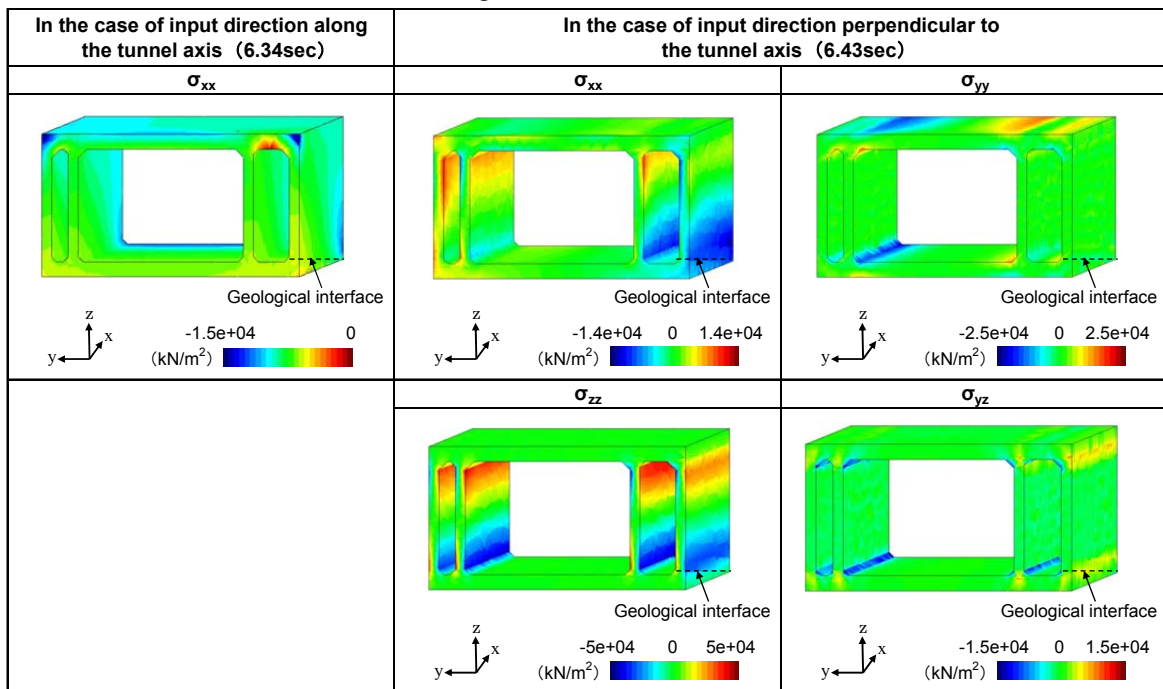 In the case of input direction along
the tunnel axis（6.34sec）
In the case of input direction perpendicular to
the tunnel axis（6.43sec）
σxx
σxx
σyy
Geological interface
z
x
y
-1.5e+04 0
（kN/m2）
Geological interface
z
x
y
-1.4e+04 0 1.4e+04
（kN/m2）
Geological interface
z
x
y
-2.5e+04 0 2.5e+04
（kN/m2）
σzz
σyz
Geological interface
z
x
y
-5e+04 0 5e+04
（kN/m2）
Geological interface
z
x
y
-1.5e+04 0 1.5e+04
（kN/m2）